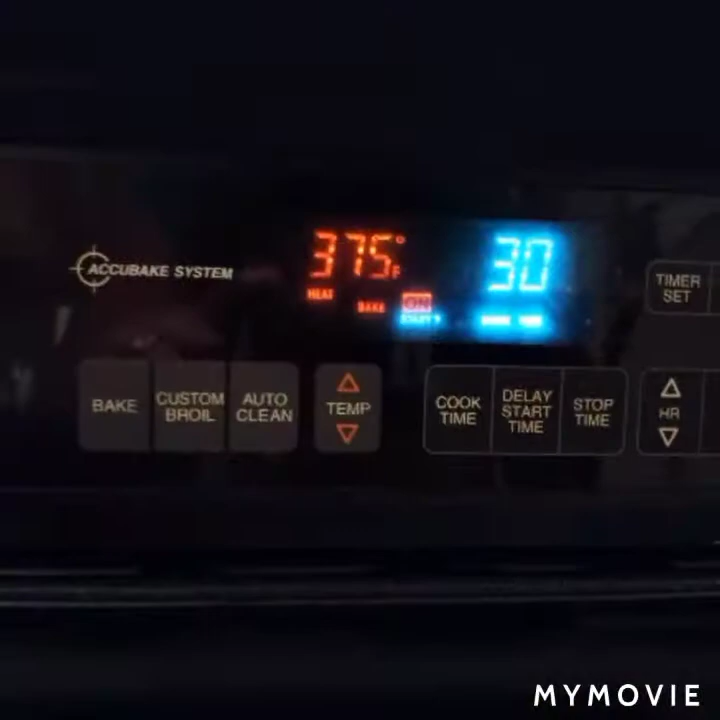 375°F
30
HEAT
BAKE
ON
ACCUBAKE SYSTEM
TIMER
SET
BAKE
CUSTOM
BROIL
AUTO
CLEAN
TEMP
COOK
TIME
DELAY
START
TIME
STOP
TIME
HR
MYMOVIE